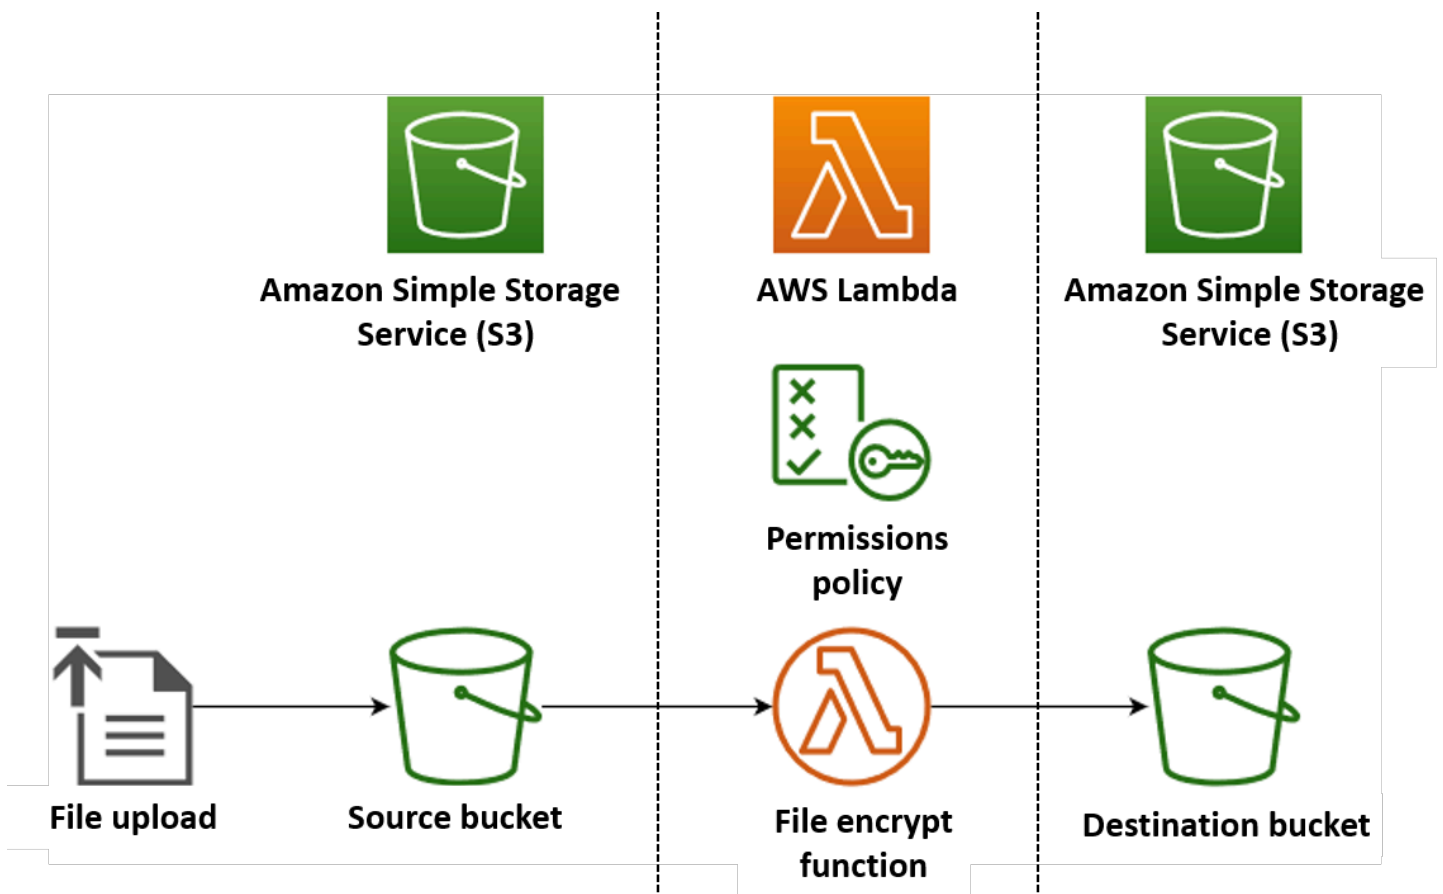 Amazon Simple Storage
Service (S3)
AWS Lambda
Amazon Simple Storage
Service (S3)
Permissions
policy
File upload
Source bucket
File encrypt
function
Destination bucket